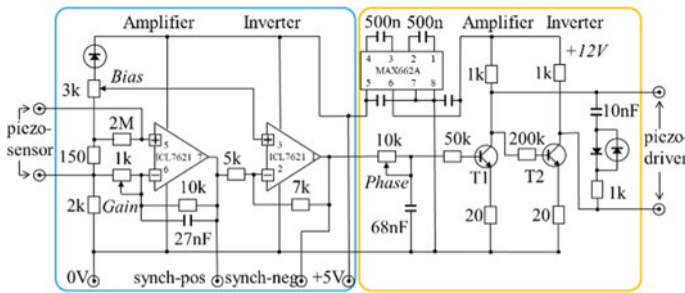 Amplifier Inverter 500n 500n Amplifier Inverter
4 3 2 1
MAX662A
5 6 7 8
+12V
3k Bias 1k 1k
piezo-sensor
2M
5
ICL7621 7
6
3
ICL7621 1
2
10nF
piezo-driver
150 1k 5k 10k 50k 200k
Phase T1 T2
Gain 10k 7k 1k
2k 27nF 68nF 20 20
0V synch-pos synch-neg +5V